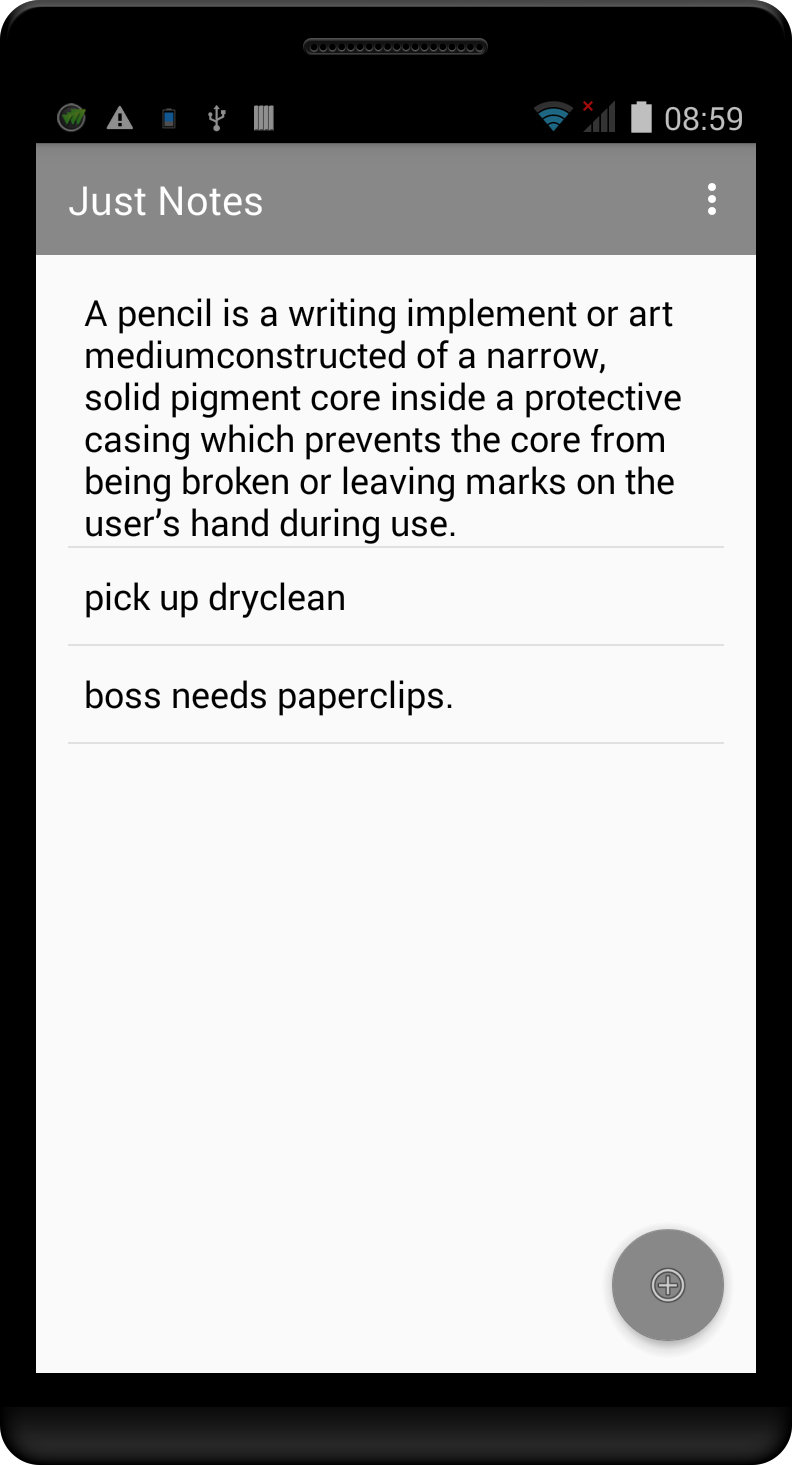 08:59
Just Notes
A pencil is a writing implement or art
mediumconstructed of a narrow,
solid pigment core inside a protective
casing which prevents the core from
being broken or leaving marks on the
user’s hand during use.
pick up dryclean
boss needs paperclips.